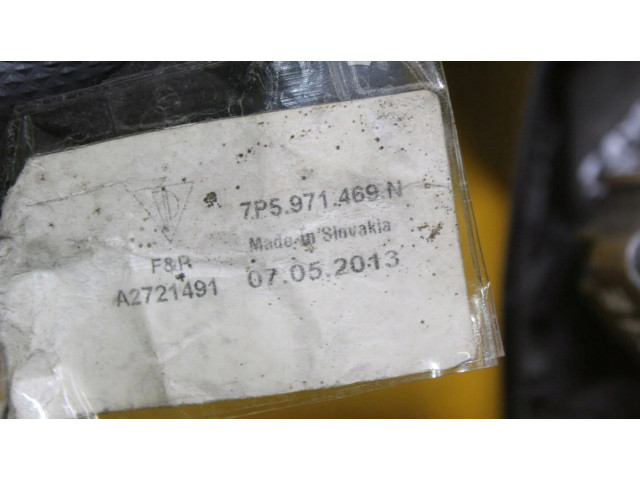 7P5.971.469.N
Made in Slovakia
F&R
07.05.2013
A2721491